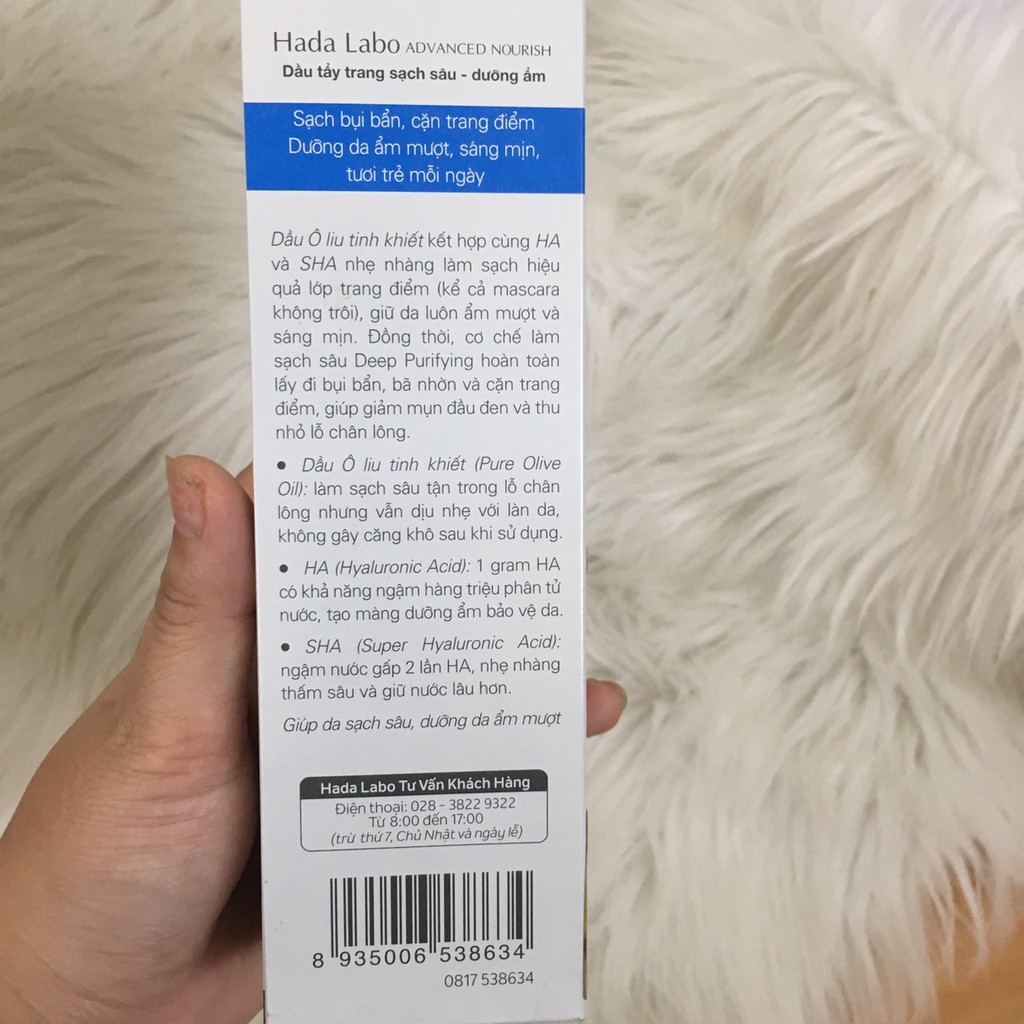 Hada Labo ADVANCED NOURISH
Dầu tẩy trang sạch sâu - dưỡng ẩm
Sạch bụi bẩn, cặn trang điểm
Dưỡng da ẩm mượt, sáng mịn,
tươi trẻ mỗi ngày
Dầu Ô liu tinh khiết kết hợp cùng HA
và SHA nhẹ nhàng làm sạch hiệu
quả lớp trang điểm (kể cả mascara
không trôi), giữ da luôn ẩm mượt và
sáng mịn. Đồng thời, cơ chế làm
sạch sâu Deep Purifying hoàn toàn
lấy đi bụi bẩn, bã nhờn và cặn trang
điểm, giúp giảm mụn đầu đen và thu
nhỏ lỗ chân lông.
• Dầu Ô liu tinh khiết (Pure Olive
Oil): làm sạch sâu tận trong lỗ chân
lông nhưng vẫn dịu nhẹ với làn da,
không gây căng khô sau khi sử dụng.
• HA (Hyaluronic Acid): 1 gram HA
có khả năng ngậm hàng triệu phân tử
nước, tạo màng dưỡng ẩm bảo vệ da.
• SHA (Super Hyaluronic Acid):
ngậm nước gấp 2 lần HA, nhẹ nhàng
thấm sâu và giữ nước lâu hơn.
Giúp da sạch sâu, dưỡng da ẩm mượt
Hada Labo Tư Vấn Khách Hàng
Điện thoại: 028 - 3822 9322
Từ 8:00 đến 17:00
(trừ thứ 7, Chủ Nhật và ngày lễ)
8 935006 538634
0817 538634